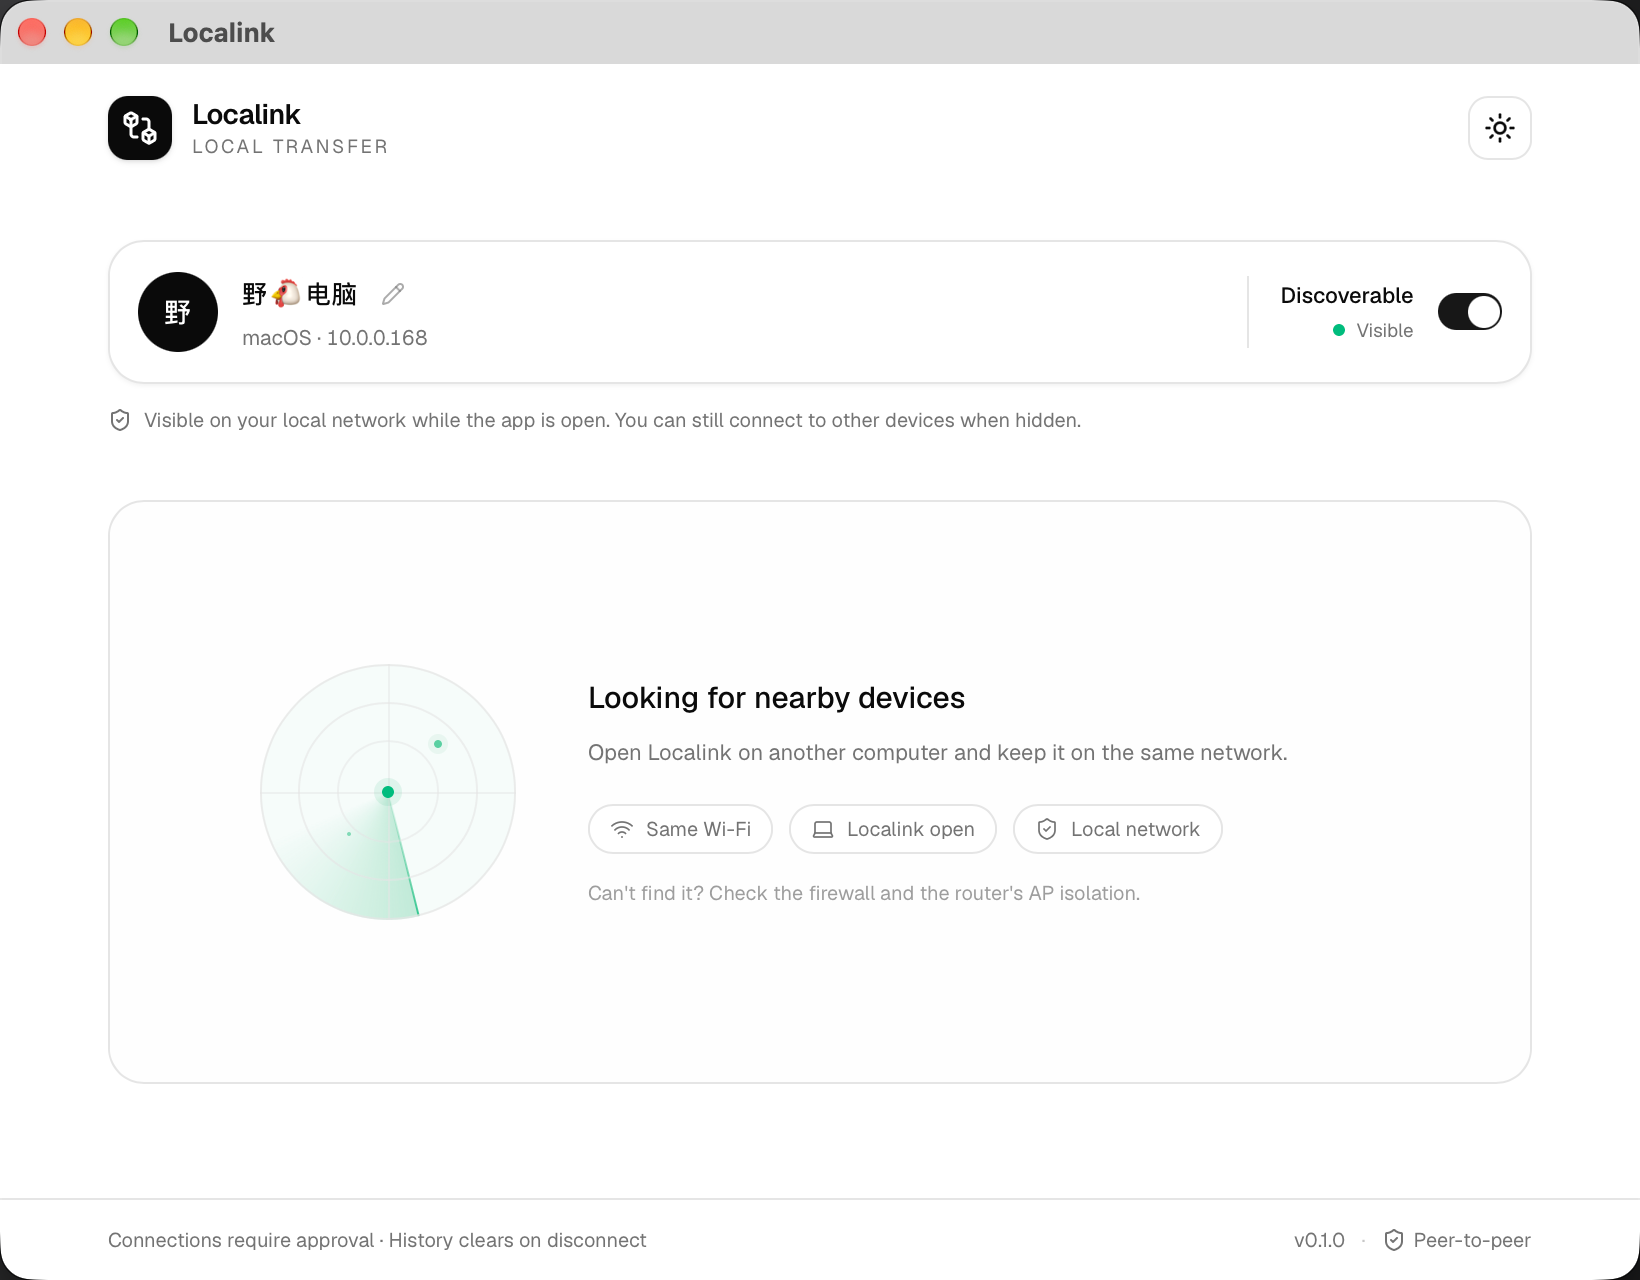 Localink
Localink
LOCAL TRANSFER
野
野🐔电脑
macOS · 10.0.0.168
Discoverable
Visible
Visible on your local network while the app is open. You can still connect to other devices when hidden.
Looking for nearby devices
Open Localink on another computer and keep it on the same network.
Same Wi-Fi
Localink open
Local network
Can't find it? Check the firewall and the router's AP isolation.
Connections require approval · History clears on disconnect
v0.1.0 · Peer-to-peer